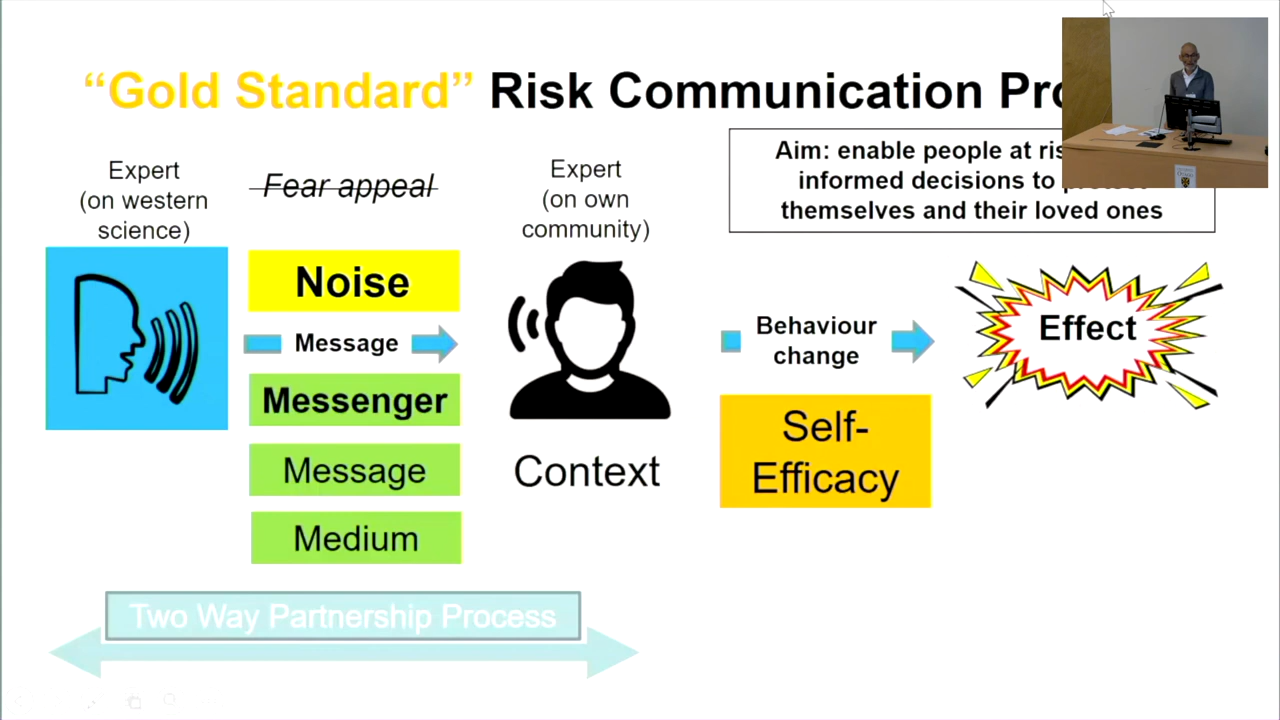 “Gold Standard” Risk Communication Pro
Expert
(on western
science)
Fear appeal
Expert
(on own
community)
Aim: enable people at ris
informed decisions to protect
themselves and their loved ones
Noise
Message
Messenger
Message
Medium
Context
Behaviour
change
Self-
Efficacy
Effect
Two Way Partnership Process